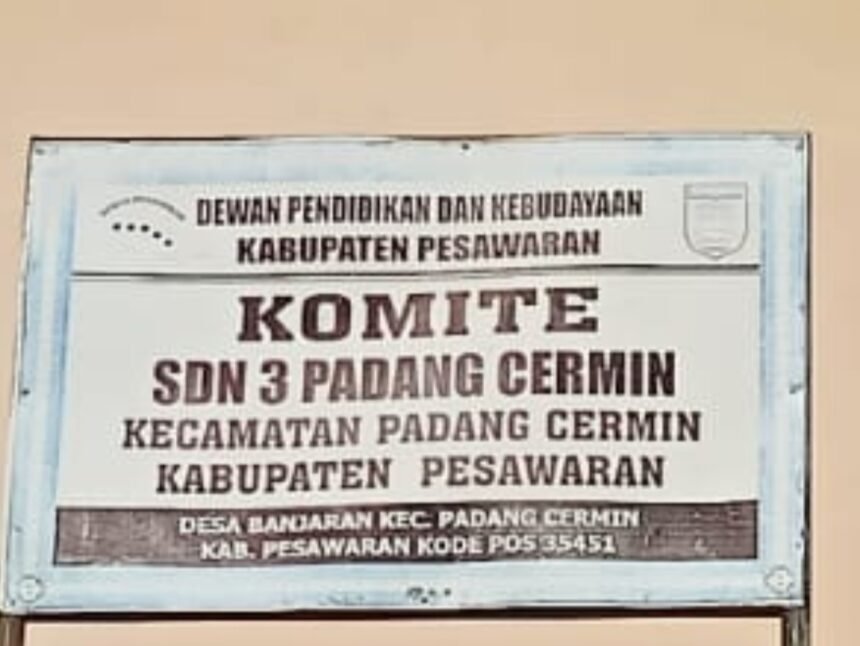 DEWAN PENDIDIKAN DAN KEBUDAYAAN
KABUPATEN PESAWARAN
KOMITE
SDN 3 PADANG CERMIN
KECAMATAN PADANG CERMIN
KABUPATEN PESAWARAN
DESA BANJARAN KEC. PADANG CERMIN
KAB. PESAWARAN KODE POS 35451